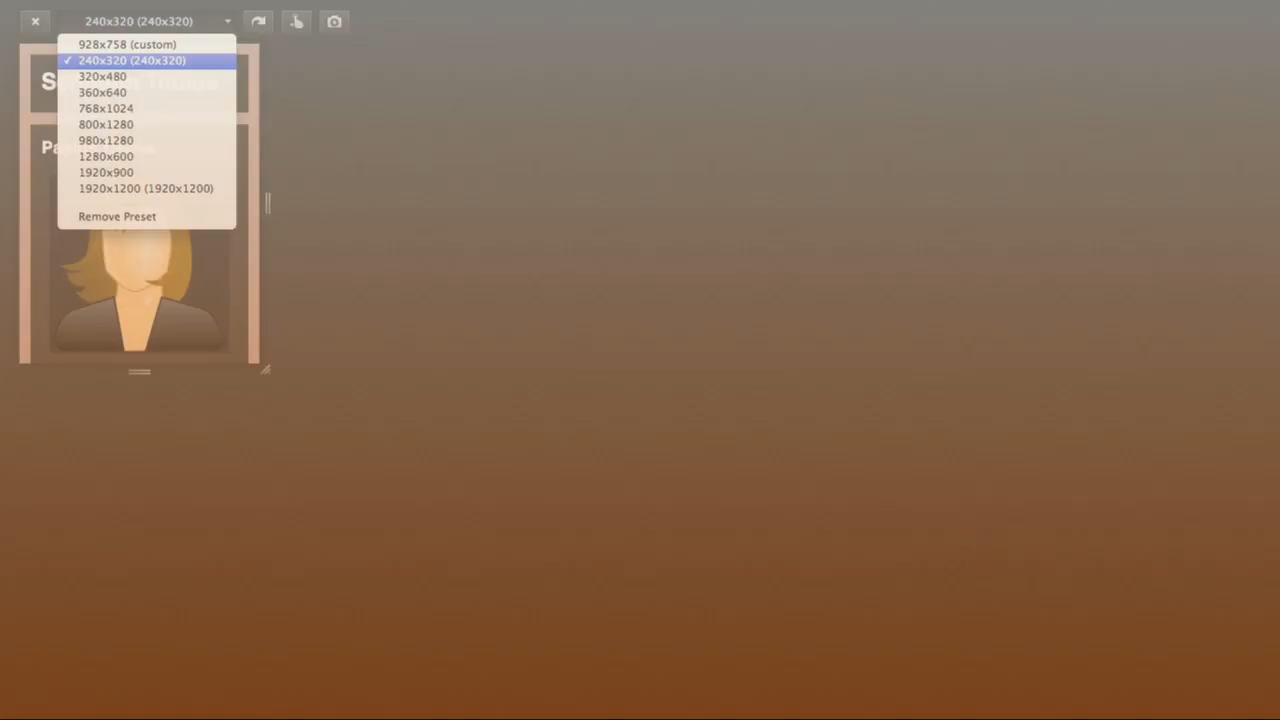 240x320 (240x320)
928x758 (custom)
✓ 240x320 (240x320)
320x480
360x640
768x1024
800x1280
980x1280
1280x600
1920x900
1920x1200 (1920x1200)
Remove Preset